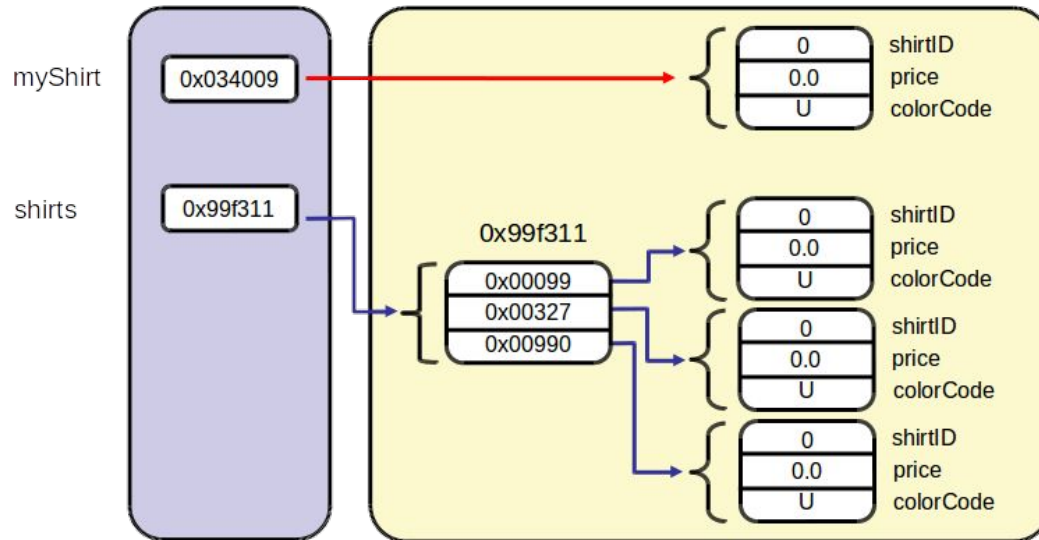 myShirt
0x034009
0
shirtID
0.0
price
U
colorCode
shirts
0x99f311
0x99f311
0x00099
0x00327
0x00990
0
shirtID
0.0
price
U
colorCode
0
shirtID
0.0
price
U
colorCode
0
shirtID
0.0
price
U
colorCode